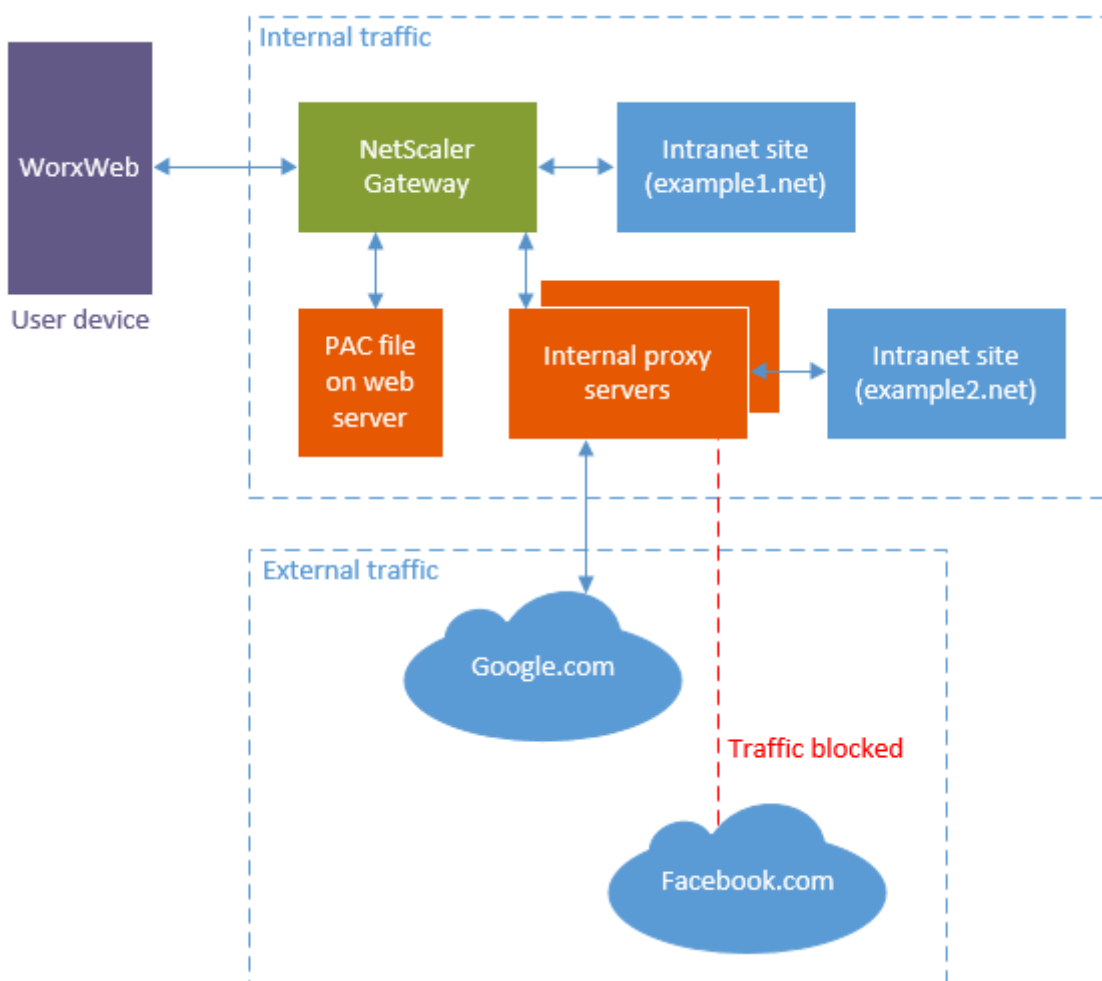 Internal traffic
WorxWeb
User device
NetScaler
Gateway
Intranet site
(example1.net)
PAC file
on web
server
Internal proxy
servers
Intranet site
(example2.net)
External traffic
Google.com
Traffic blocked
Facebook.com